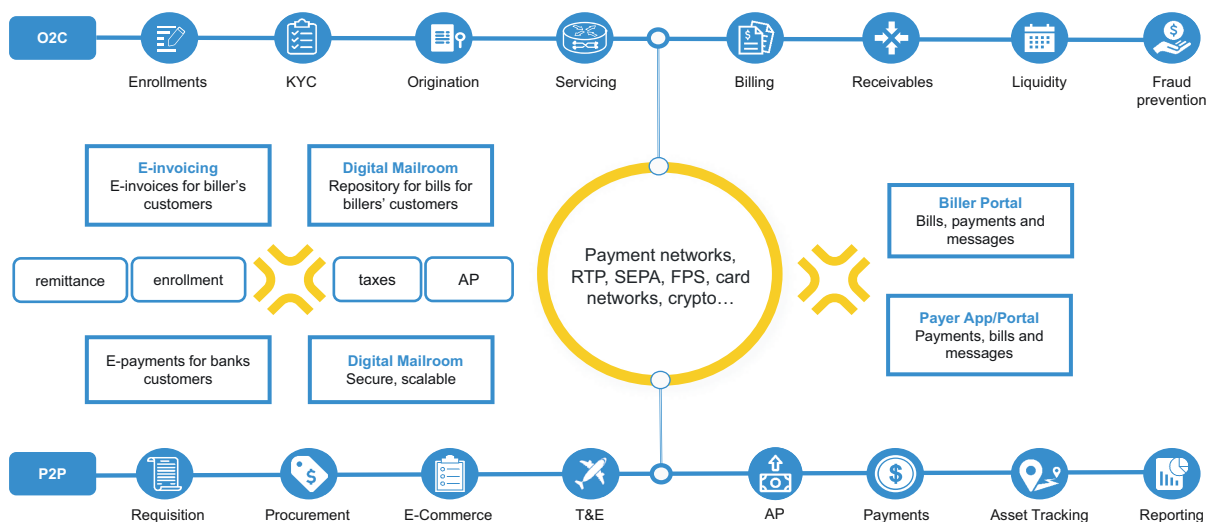 O2C
Enrollments
KYC
Origination
Servicing
Billing
Receivables
Liquidity
Fraud
prevention
E-invoicing
E-invoices for biller's
customers
Digital Mailroom
Repository for bills for
billers' customers
remittance
enrollment
taxes
AP
E-payments for banks
customers
Digital Mailroom
Secure, scalable
Payment networks,
RTP, SEPA, FPS, card
networks, crypto…
Biller Portal
Bills, payments and
messages
Payer App/Portal
Payments, bills and
messages
P2P
Requisition
Procurement
E-Commerce
T&E
AP
Payments
Asset Tracking
Reporting